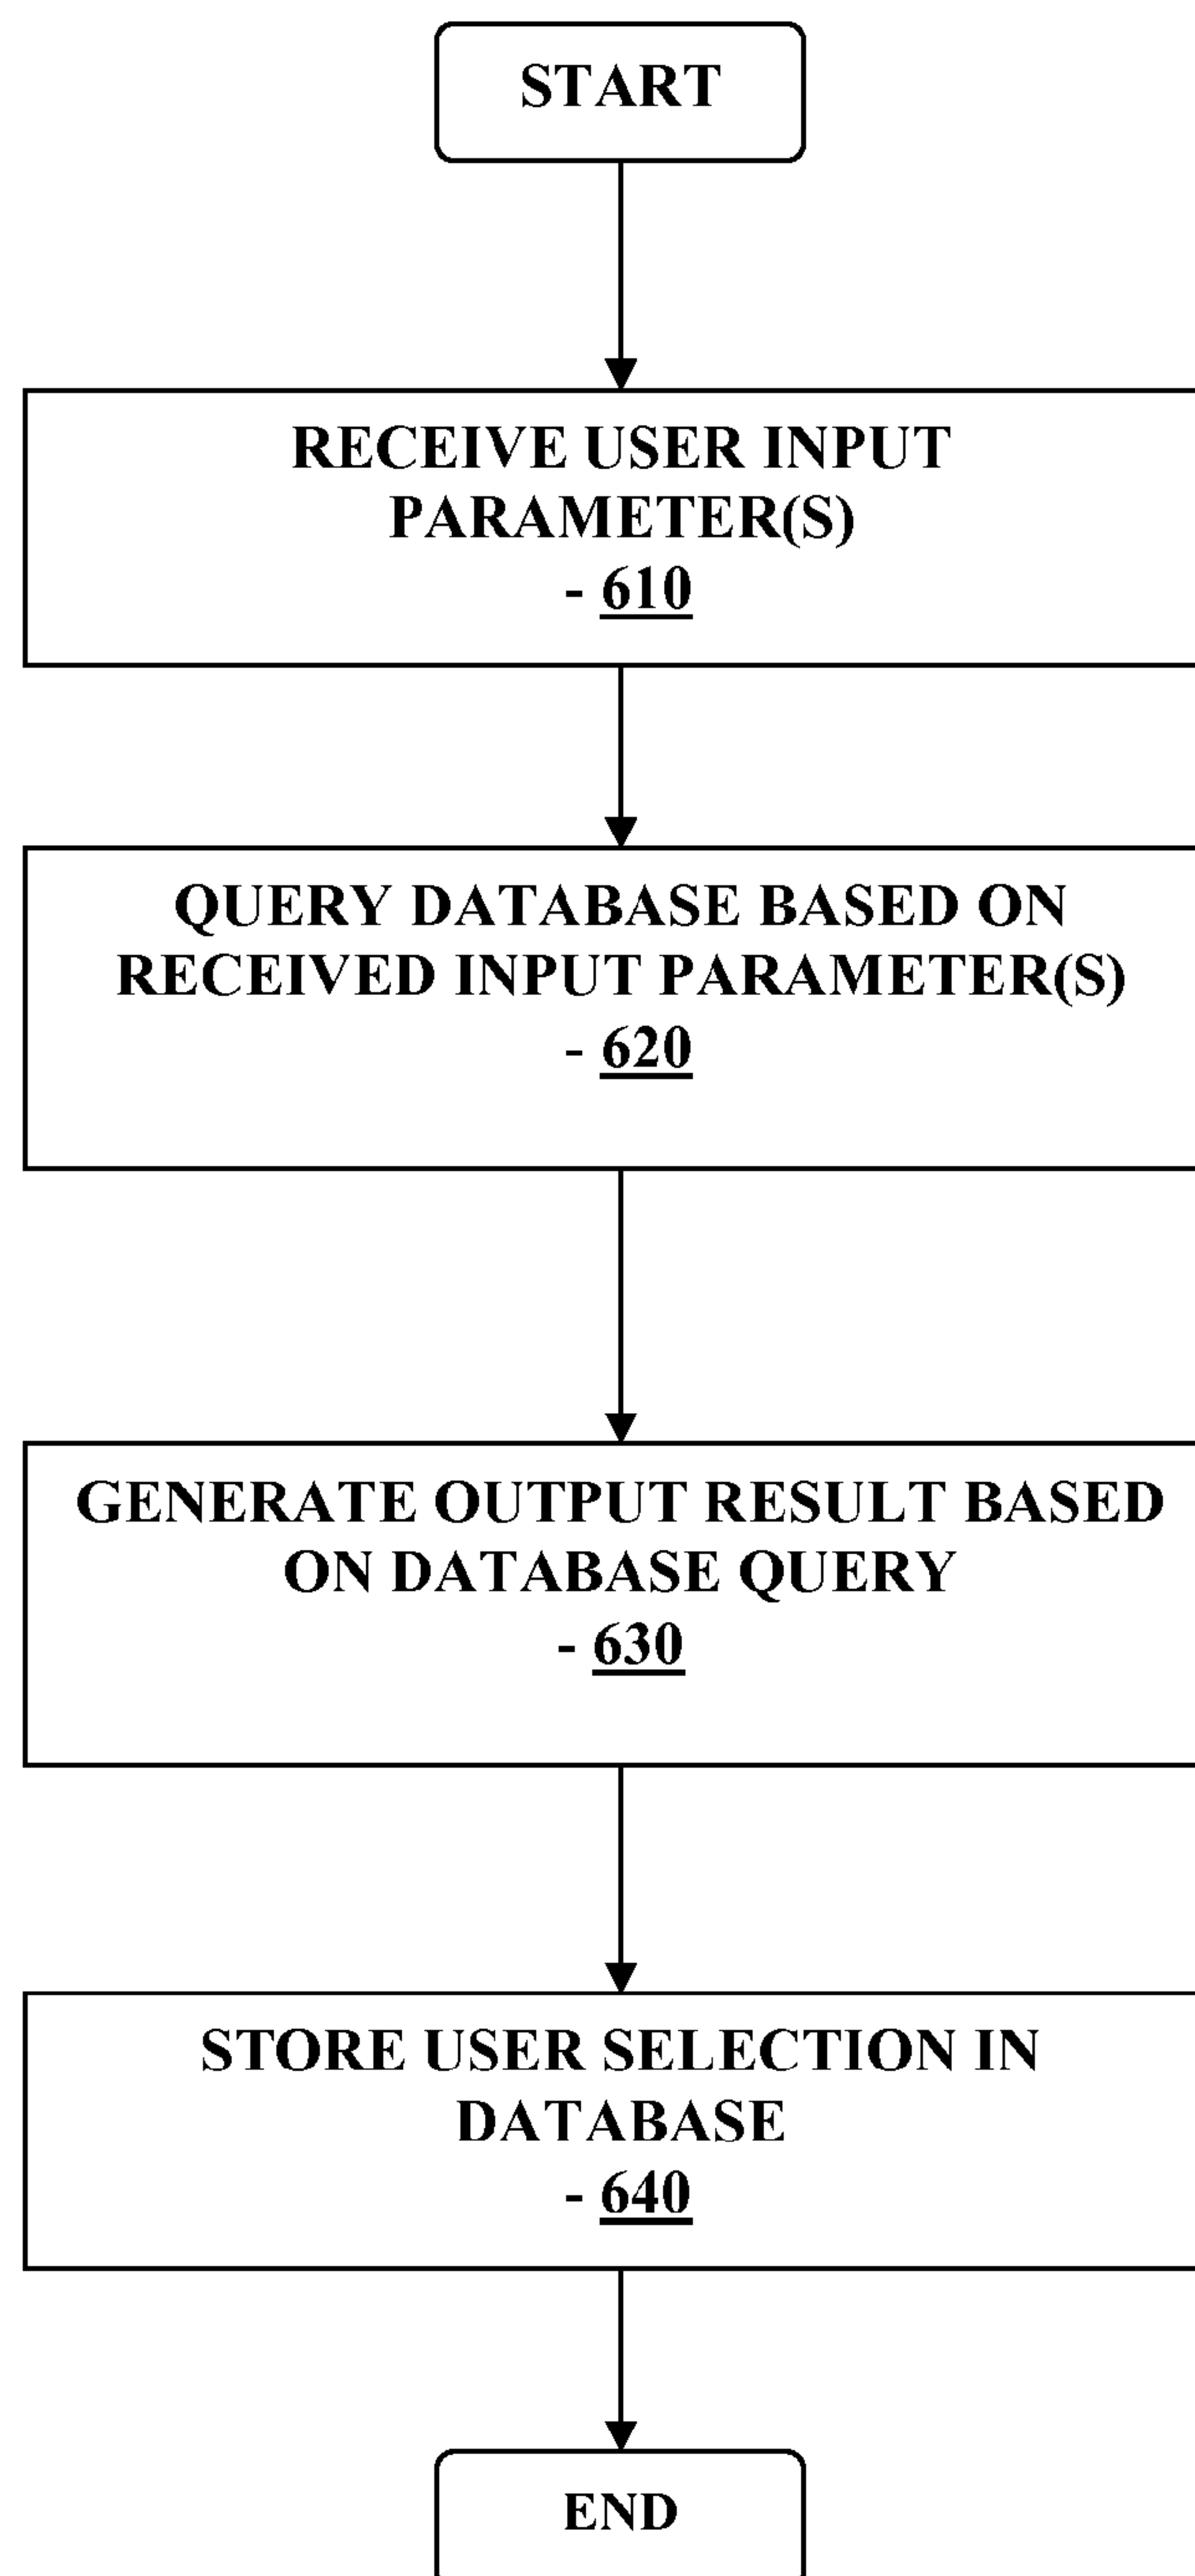 START
RECEIVE USER INPUT
PARAMETER(S)
- 610
QUERY DATABASE BASED ON
RECEIVED INPUT PARAMETER(S)
- 620
GENERATE OUTPUT RESULT BASED
ON DATABASE QUERY
- 630
STORE USER SELECTION IN
DATABASE
- 640
END